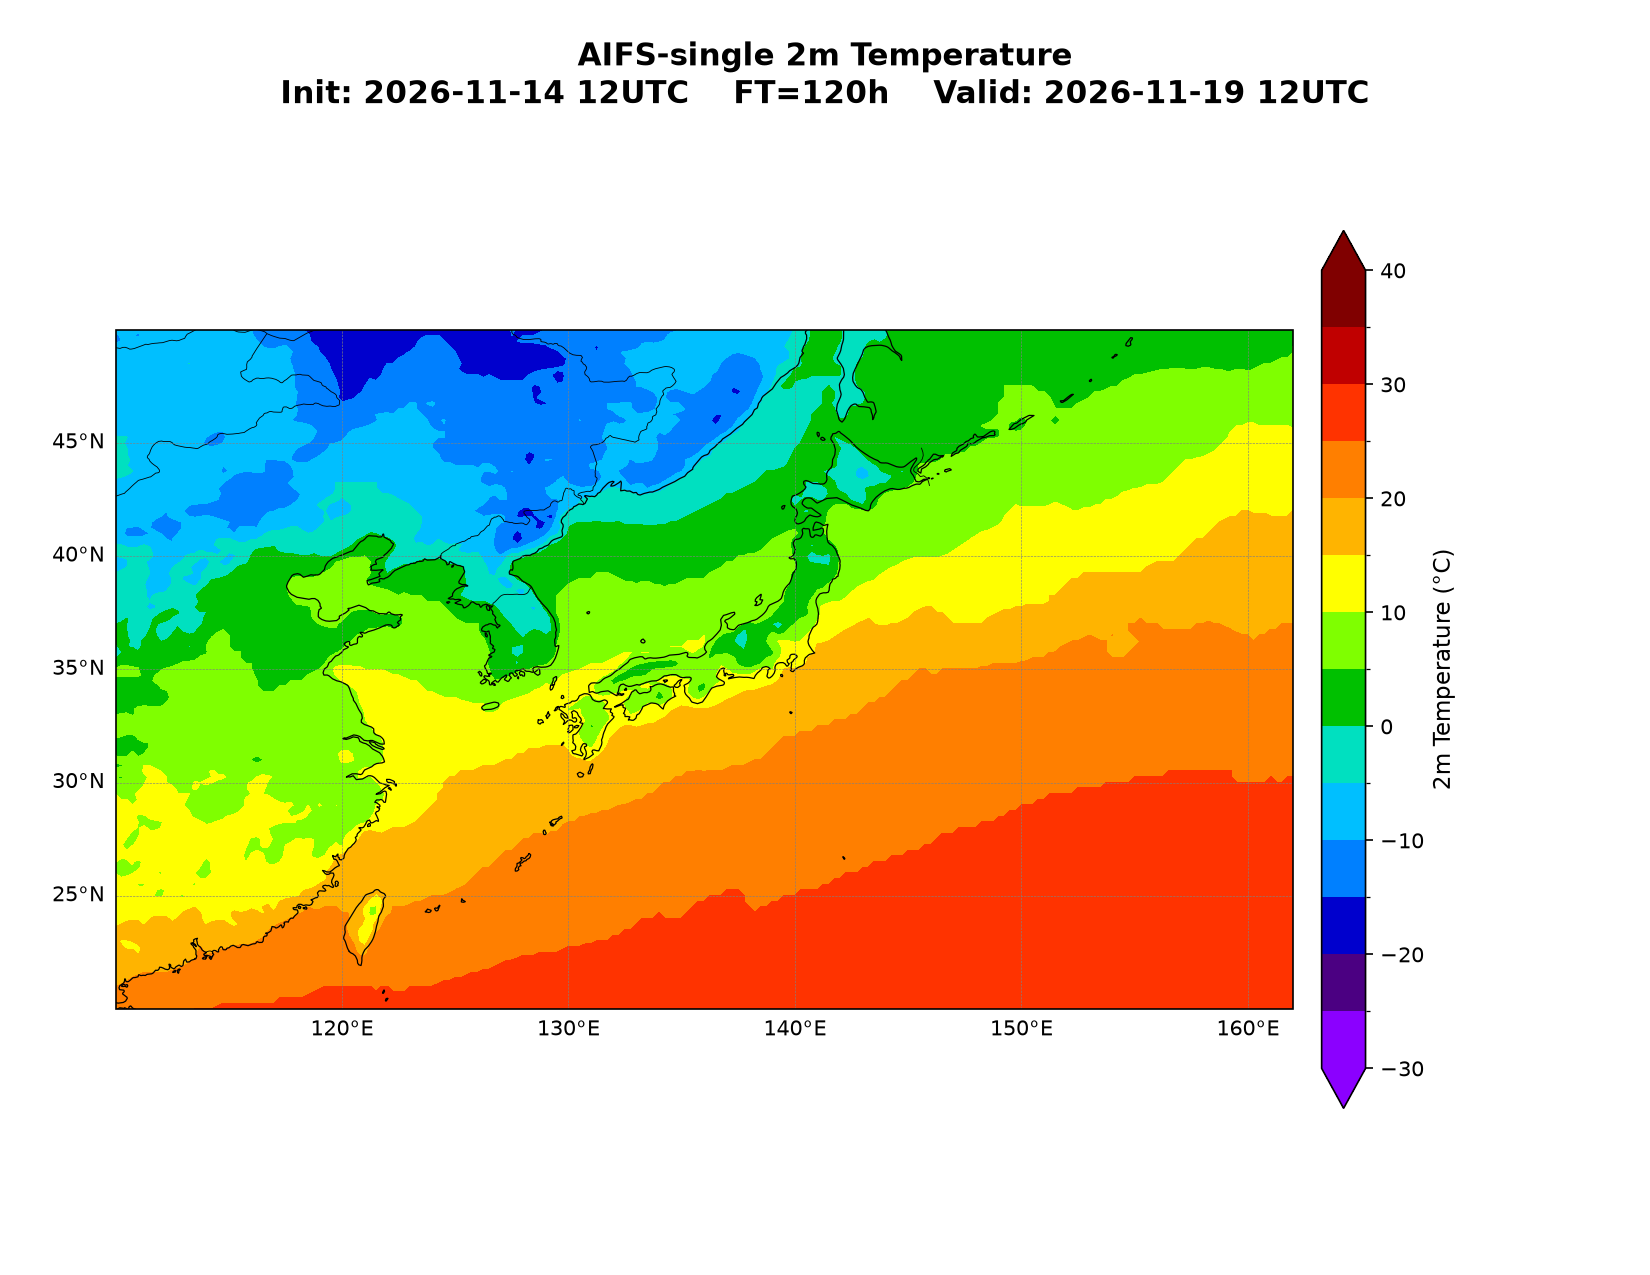 AIFS-single 2m Temperature
Init: 2026-11-14 12UTC    FT=120h    Valid: 2026-11-19 12UTC
45°N
40°N
35°N
30°N
25°N
120°E
130°E
140°E
150°E
160°E
40
30
20
10
0
−10
−20
−30
2m Temperature (°C)